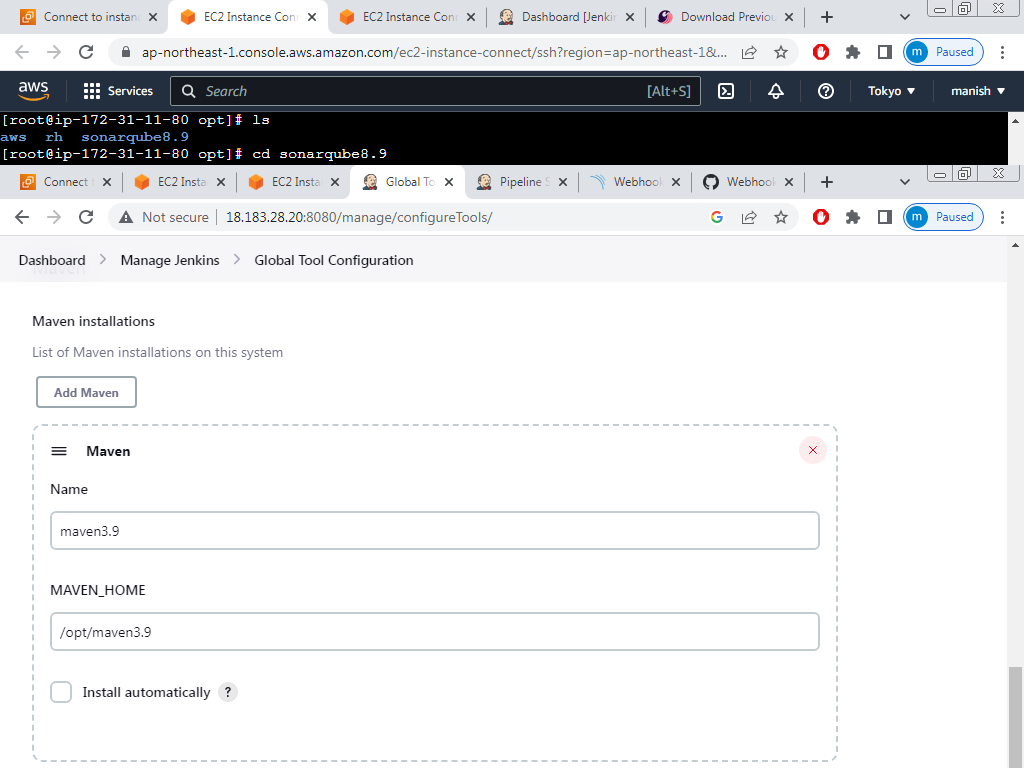 Connect to instan
EC2 Instance Con
EC2 Instance Con
Dashboard [Jenki
Download Previou
ap-northeast-1.console.aws.amazon.com/ec2-instance-connect/ssh?region=ap-northeast-1&...
m Paused
aws
Services
Search
[Alt+S]
Tokyo
manish
[root@ip-172-31-11-80 opt]# ls
aws rh sonarqube8.9
[root@ip-172-31-11-80 opt]# cd sonarqube8.9
Connect t
EC2 Insta
EC2 Insta
Global To
Pipeline S
Webhook
Webhook
Not secure
18.183.28.20:8080/manage/configureTools/
m Paused
Dashboard
Manage Jenkins
Global Tool Configuration
Maven
Maven installations
List of Maven installations on this system
Add Maven
Maven
Name
maven3.9
MAVEN_HOME
/opt/maven3.9
Install automatically ?